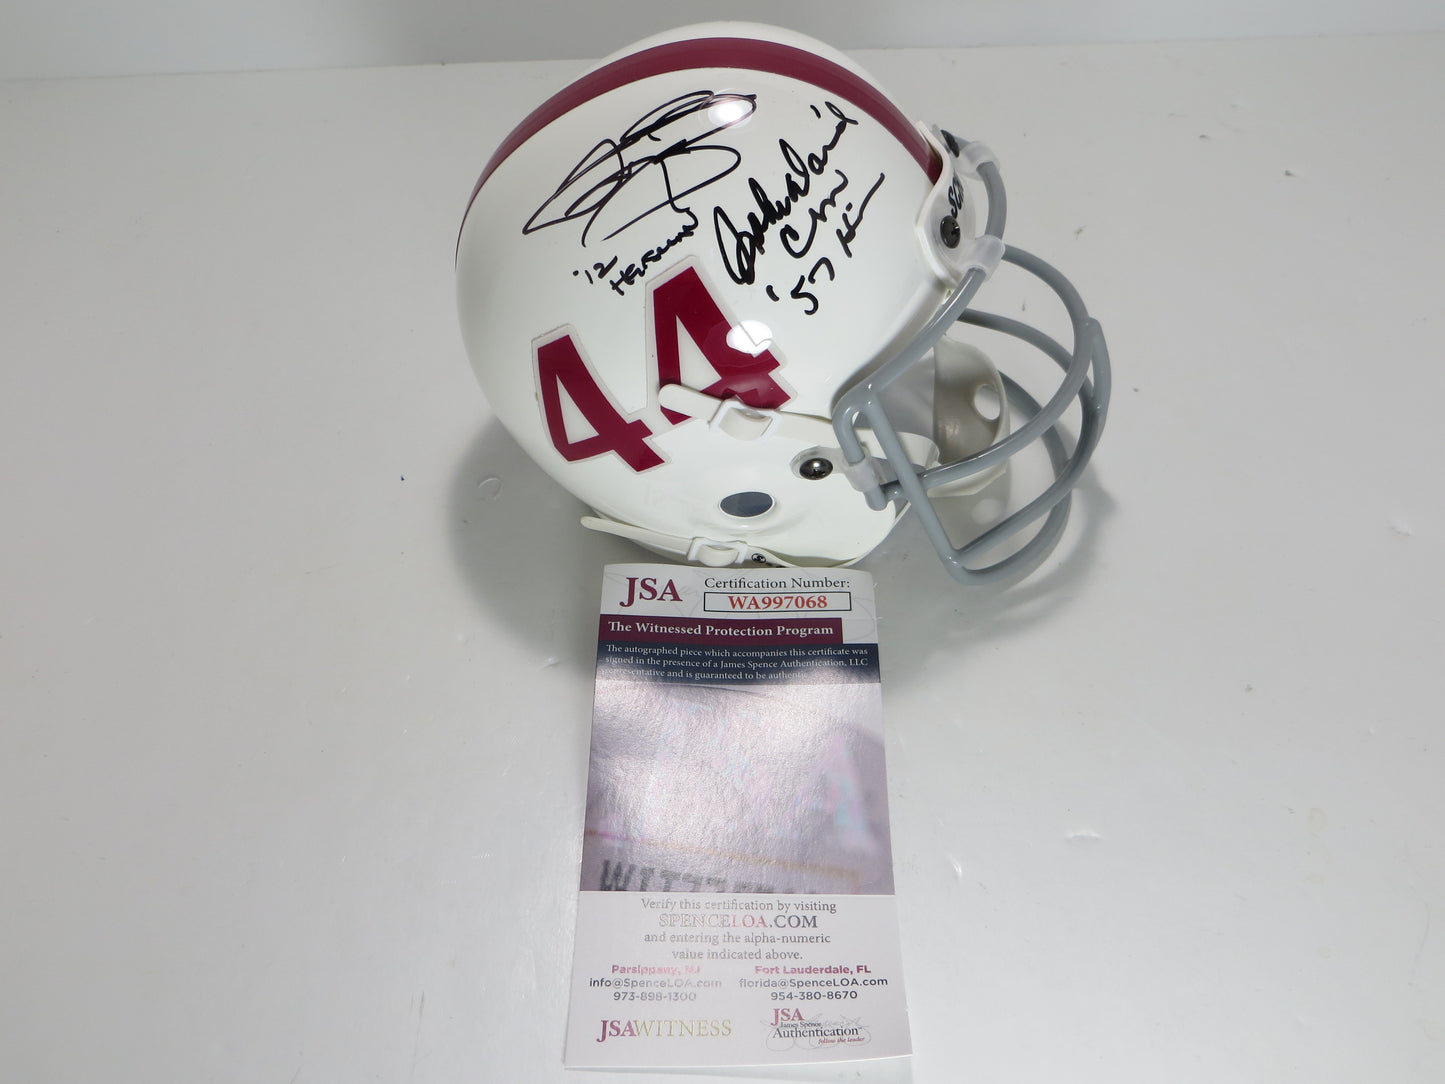 '12
HEISMAN
'57
44
JSA
Certification Number:
WA997068
The Witnessed Protection Program
The autographed piece which accompanies this certificate was
signed in the presence of a James Spence Authentication, LLC
representative and is guaranteed to be authentic
Verify this certification by visiting
SPENCELOA.COM
and entering the alpha-numeric
value indicated above.
Parsippany, NJ
info@SpenceLOA.com
973-898-1300
Fort Lauderdale, FL
florida@SpenceLOA.com
954-380-8670
JSAWITNESS
JSA
James Spence
Authentication
follow the leader